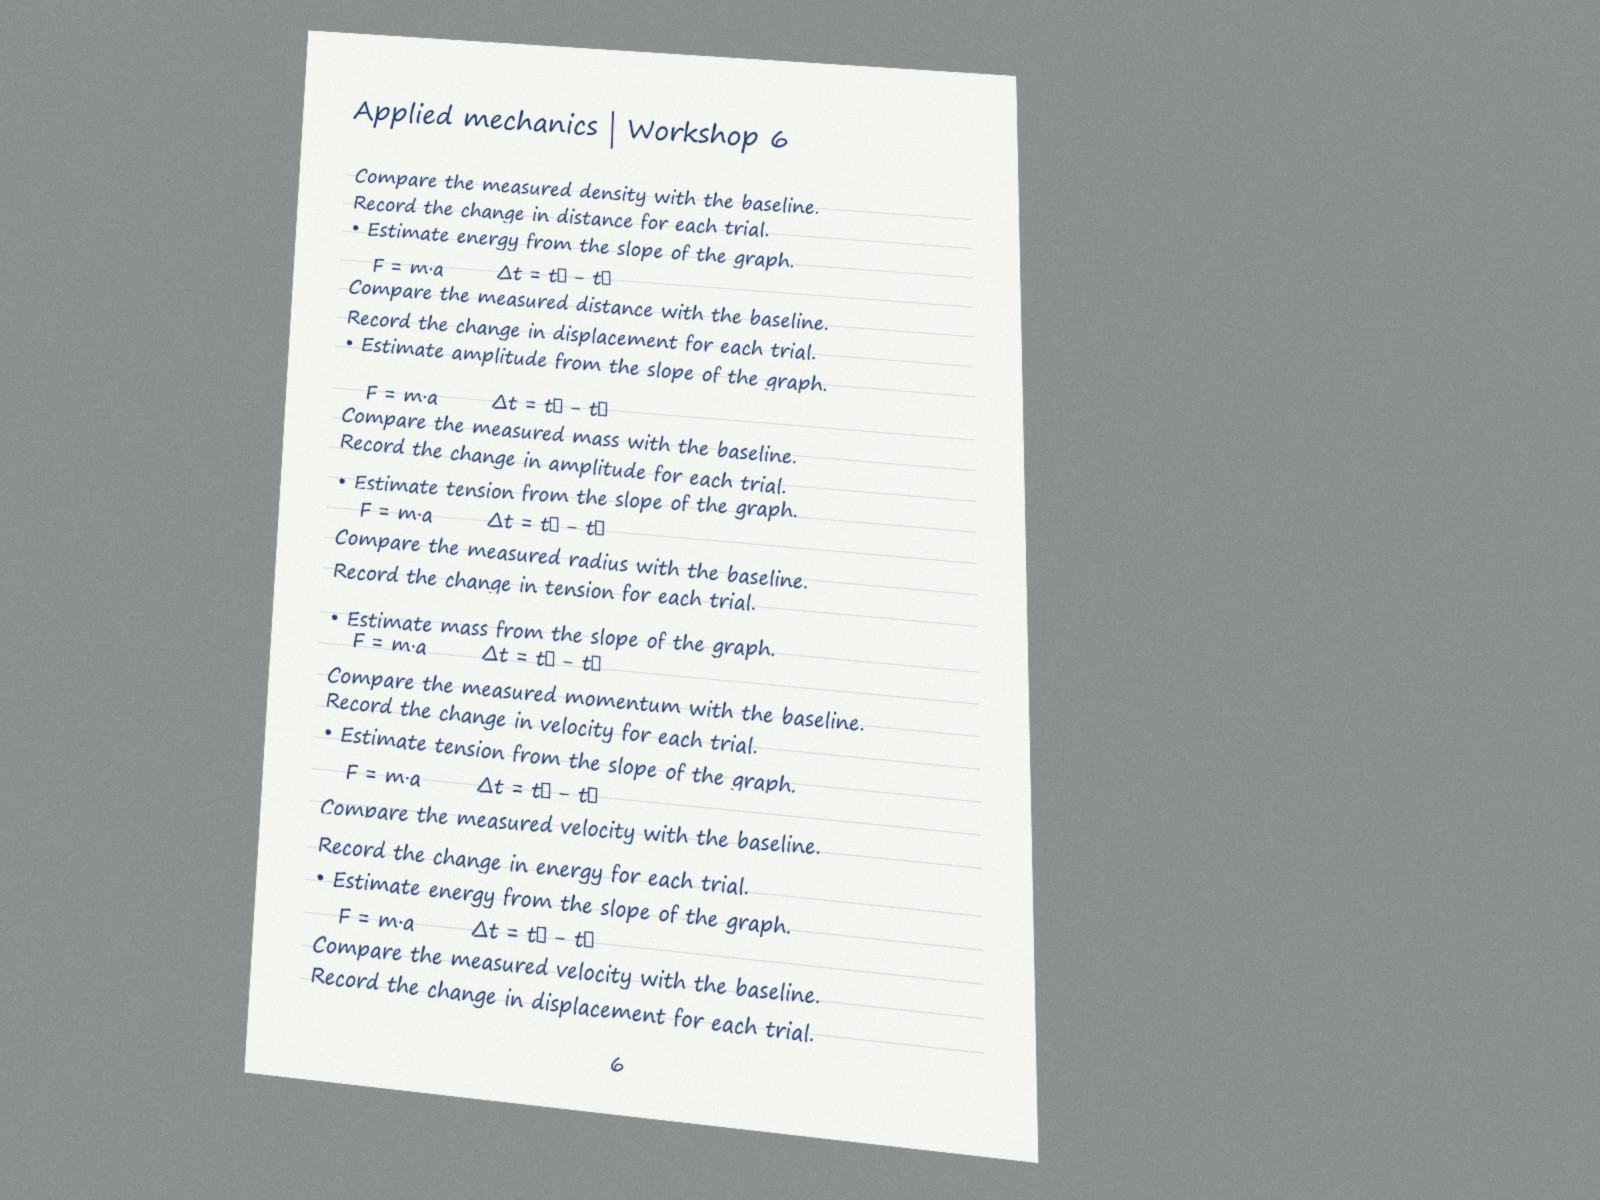 Applied mechanics | Workshop 6
Compare the measured density with the baseline.
Record the change in distance for each trial.
• Estimate energy from the slope of the graph.
F = m·a Δt = t▯ – t▯
Compare the measured distance with the baseline.
Record the change in displacement for each trial.
• Estimate amplitude from the slope of the graph.
F = m·a Δt = t▯ – t▯
Compare the measured mass with the baseline.
Record the change in amplitude for each trial.
• Estimate tension from the slope of the graph.
F = m·a Δt = t▯ – t▯
Compare the measured radius with the baseline.
Record the change in tension for each trial.
• Estimate mass from the slope of the graph.
F = m·a Δt = t▯ – t▯
Compare the measured momentum with the baseline.
Record the change in velocity for each trial.
• Estimate tension from the slope of the graph.
F = m·a Δt = t▯ – t▯
Compare the measured velocity with the baseline.
Record the change in energy for each trial.
• Estimate energy from the slope of the graph.
F = m·a Δt = t▯ – t▯
Compare the measured velocity with the baseline.
Record the change in displacement for each trial.
6